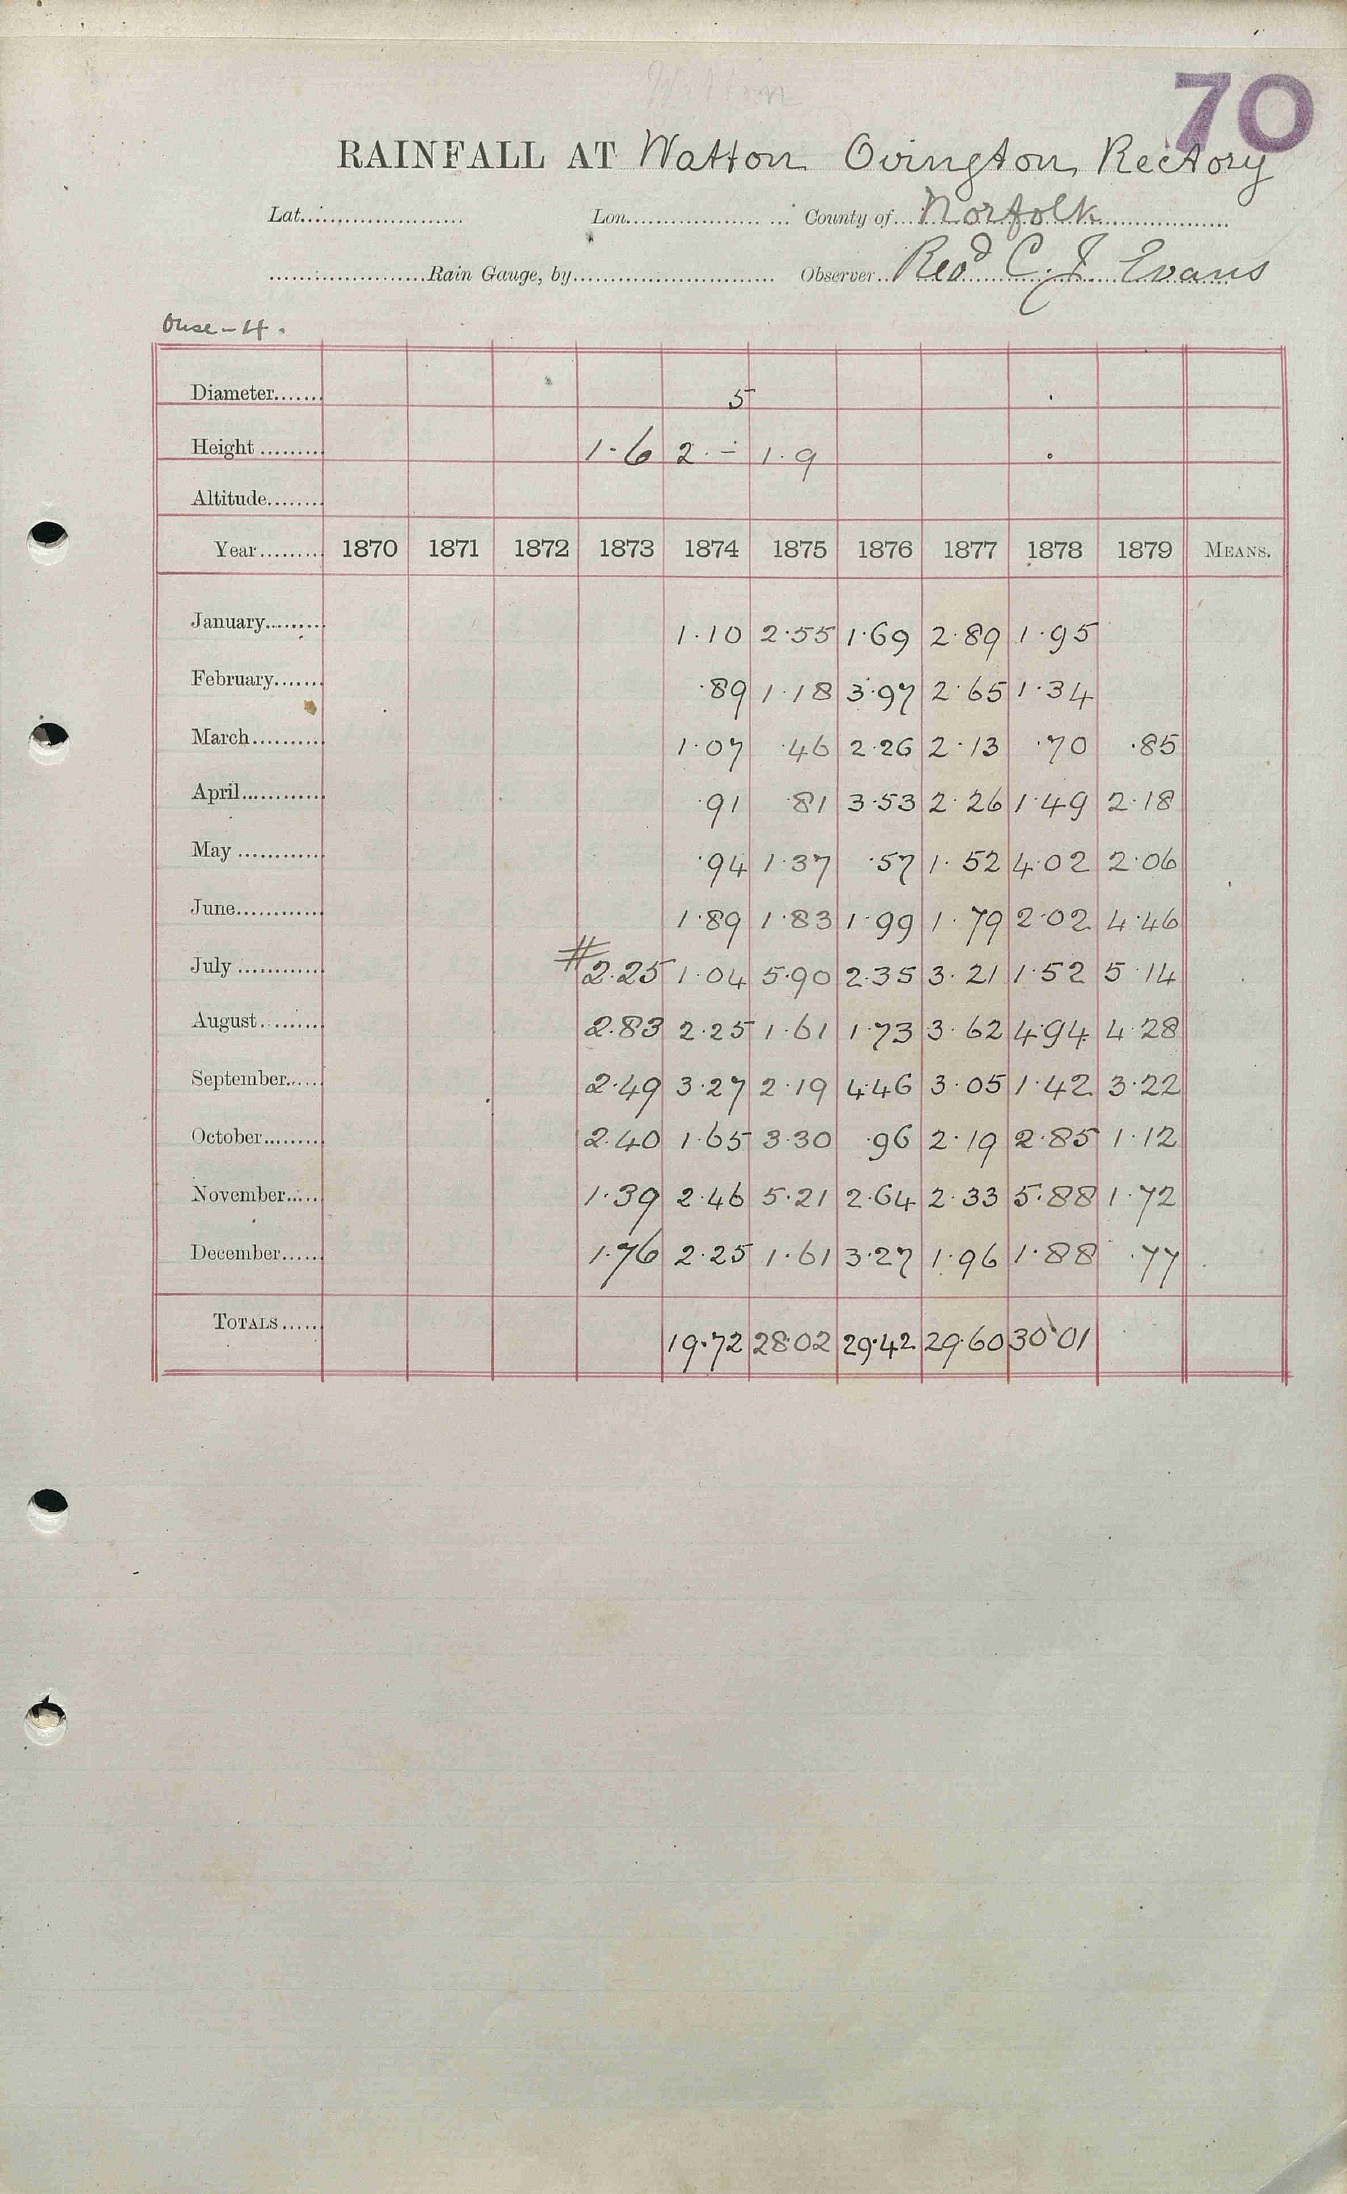 70
RAINFALL AT Watton Ovington Rectory
Lat. Lon. County of Norfolk
Rain Gauge, by Observer Revd C. J Evans
Ouse-4.
Diameter 5
Height 1.6 2.- 1.9
Altitude
Year 1870 1871 1872 1873 1874 1875 1876 1877 1878 1879 MEANS.
January 1.10 2.55 1.69 2.89 1.95
February .89 1.18 3.97 2.65 1.34
March 1.07 .46 2.26 2.13 .70 .85
April .91 .81 3.53 2.26 1.49 2.18
May .94 1.37 .57 1.52 4.02 2.06
June 1.89 1.83 1.99 1.79 2.02 4.46
July #2.25 1.04 5.90 2.35 3.21 1.52 5.14
August 2.83 2.25 1.61 1.73 3.62 4.94 4.28
September 2.49 3.27 2.19 4.46 3.05 1.42 3.22
October 2.40 1.65 3.30 .96 2.19 2.85 1.12
November 1.39 2.46 5.21 2.64 2.33 5.88 1.72
December 1.76 2.25 1.61 3.27 1.96 1.88 .77
TOTALS 19.72 28.02 29.42 29.60 30.01